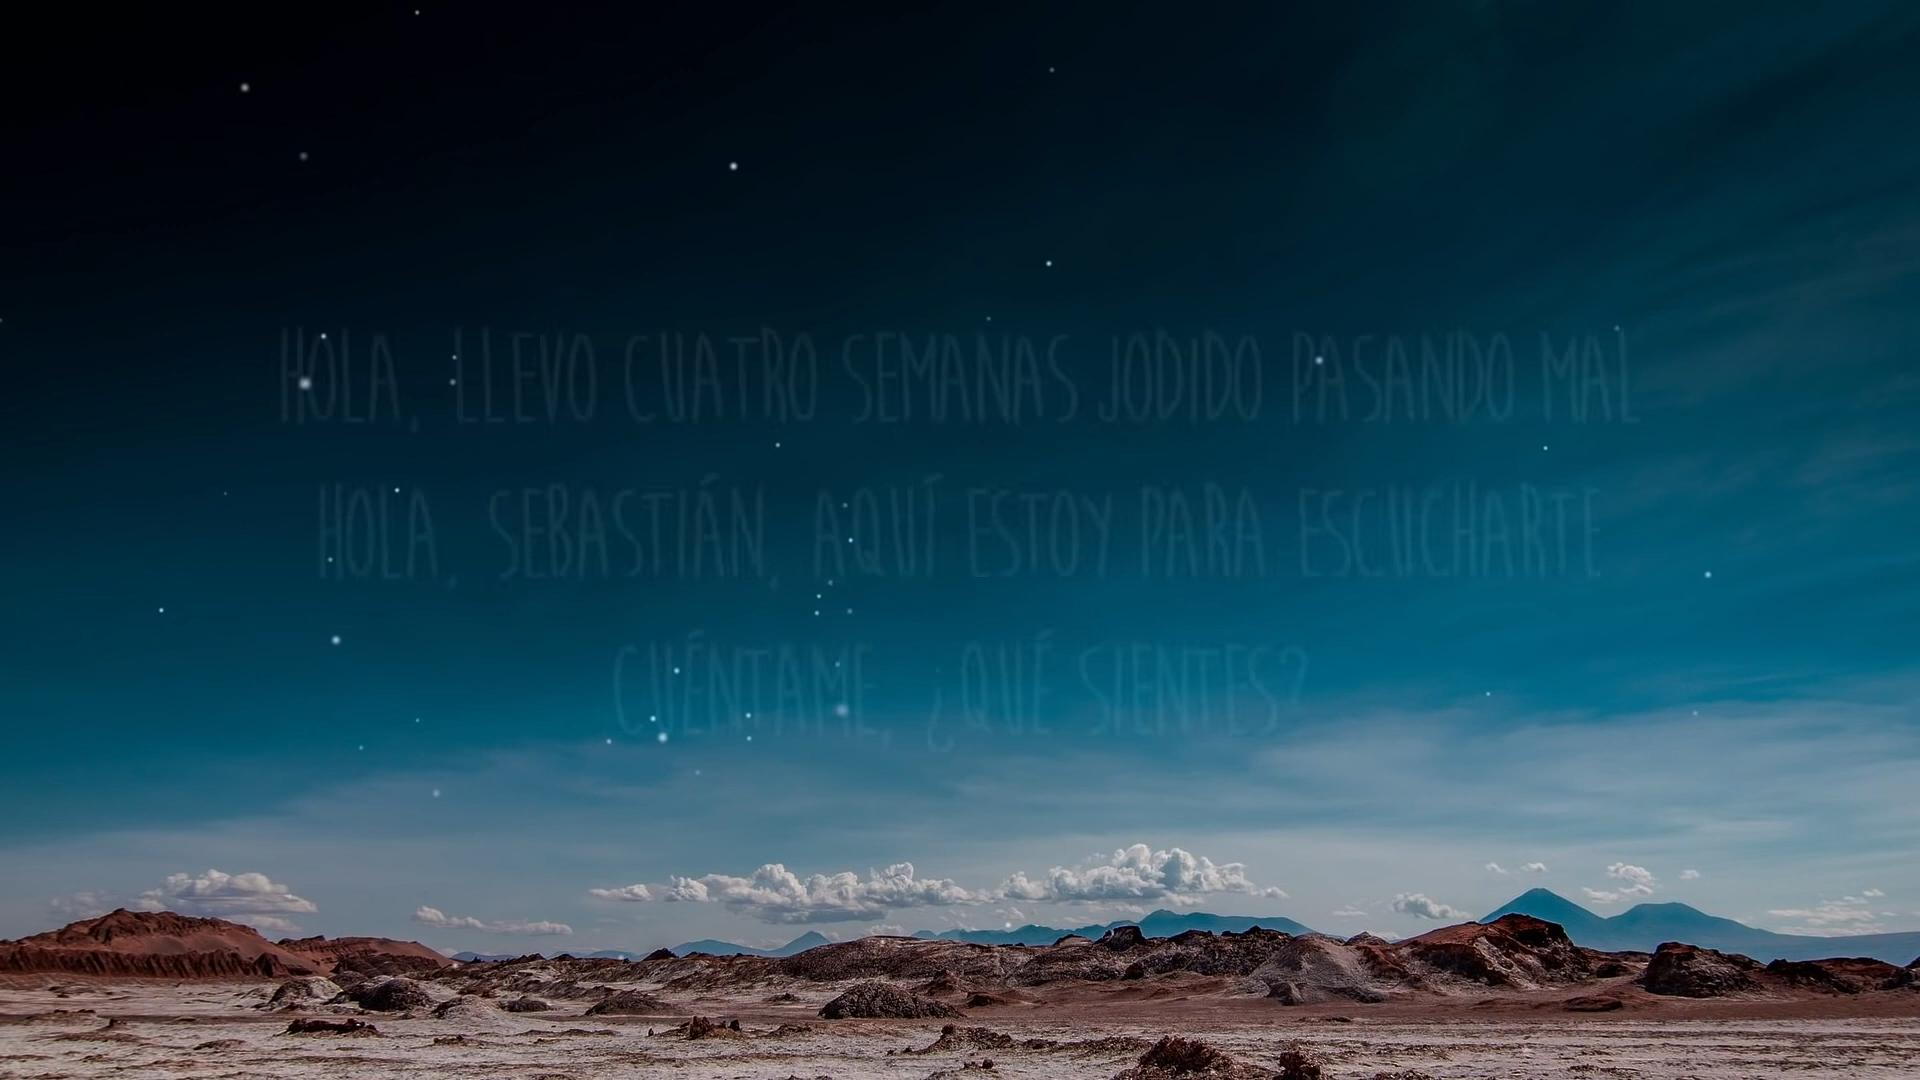 HOLA, LLEVO CUATRO SEMANAS JODIDO PASANDO MAL
HOLA, SEBASTIÁN, AQUÍ ESTOY PARA ESCUCHARTE
CUÉNTAME, ¿QUÉ SIENTES?